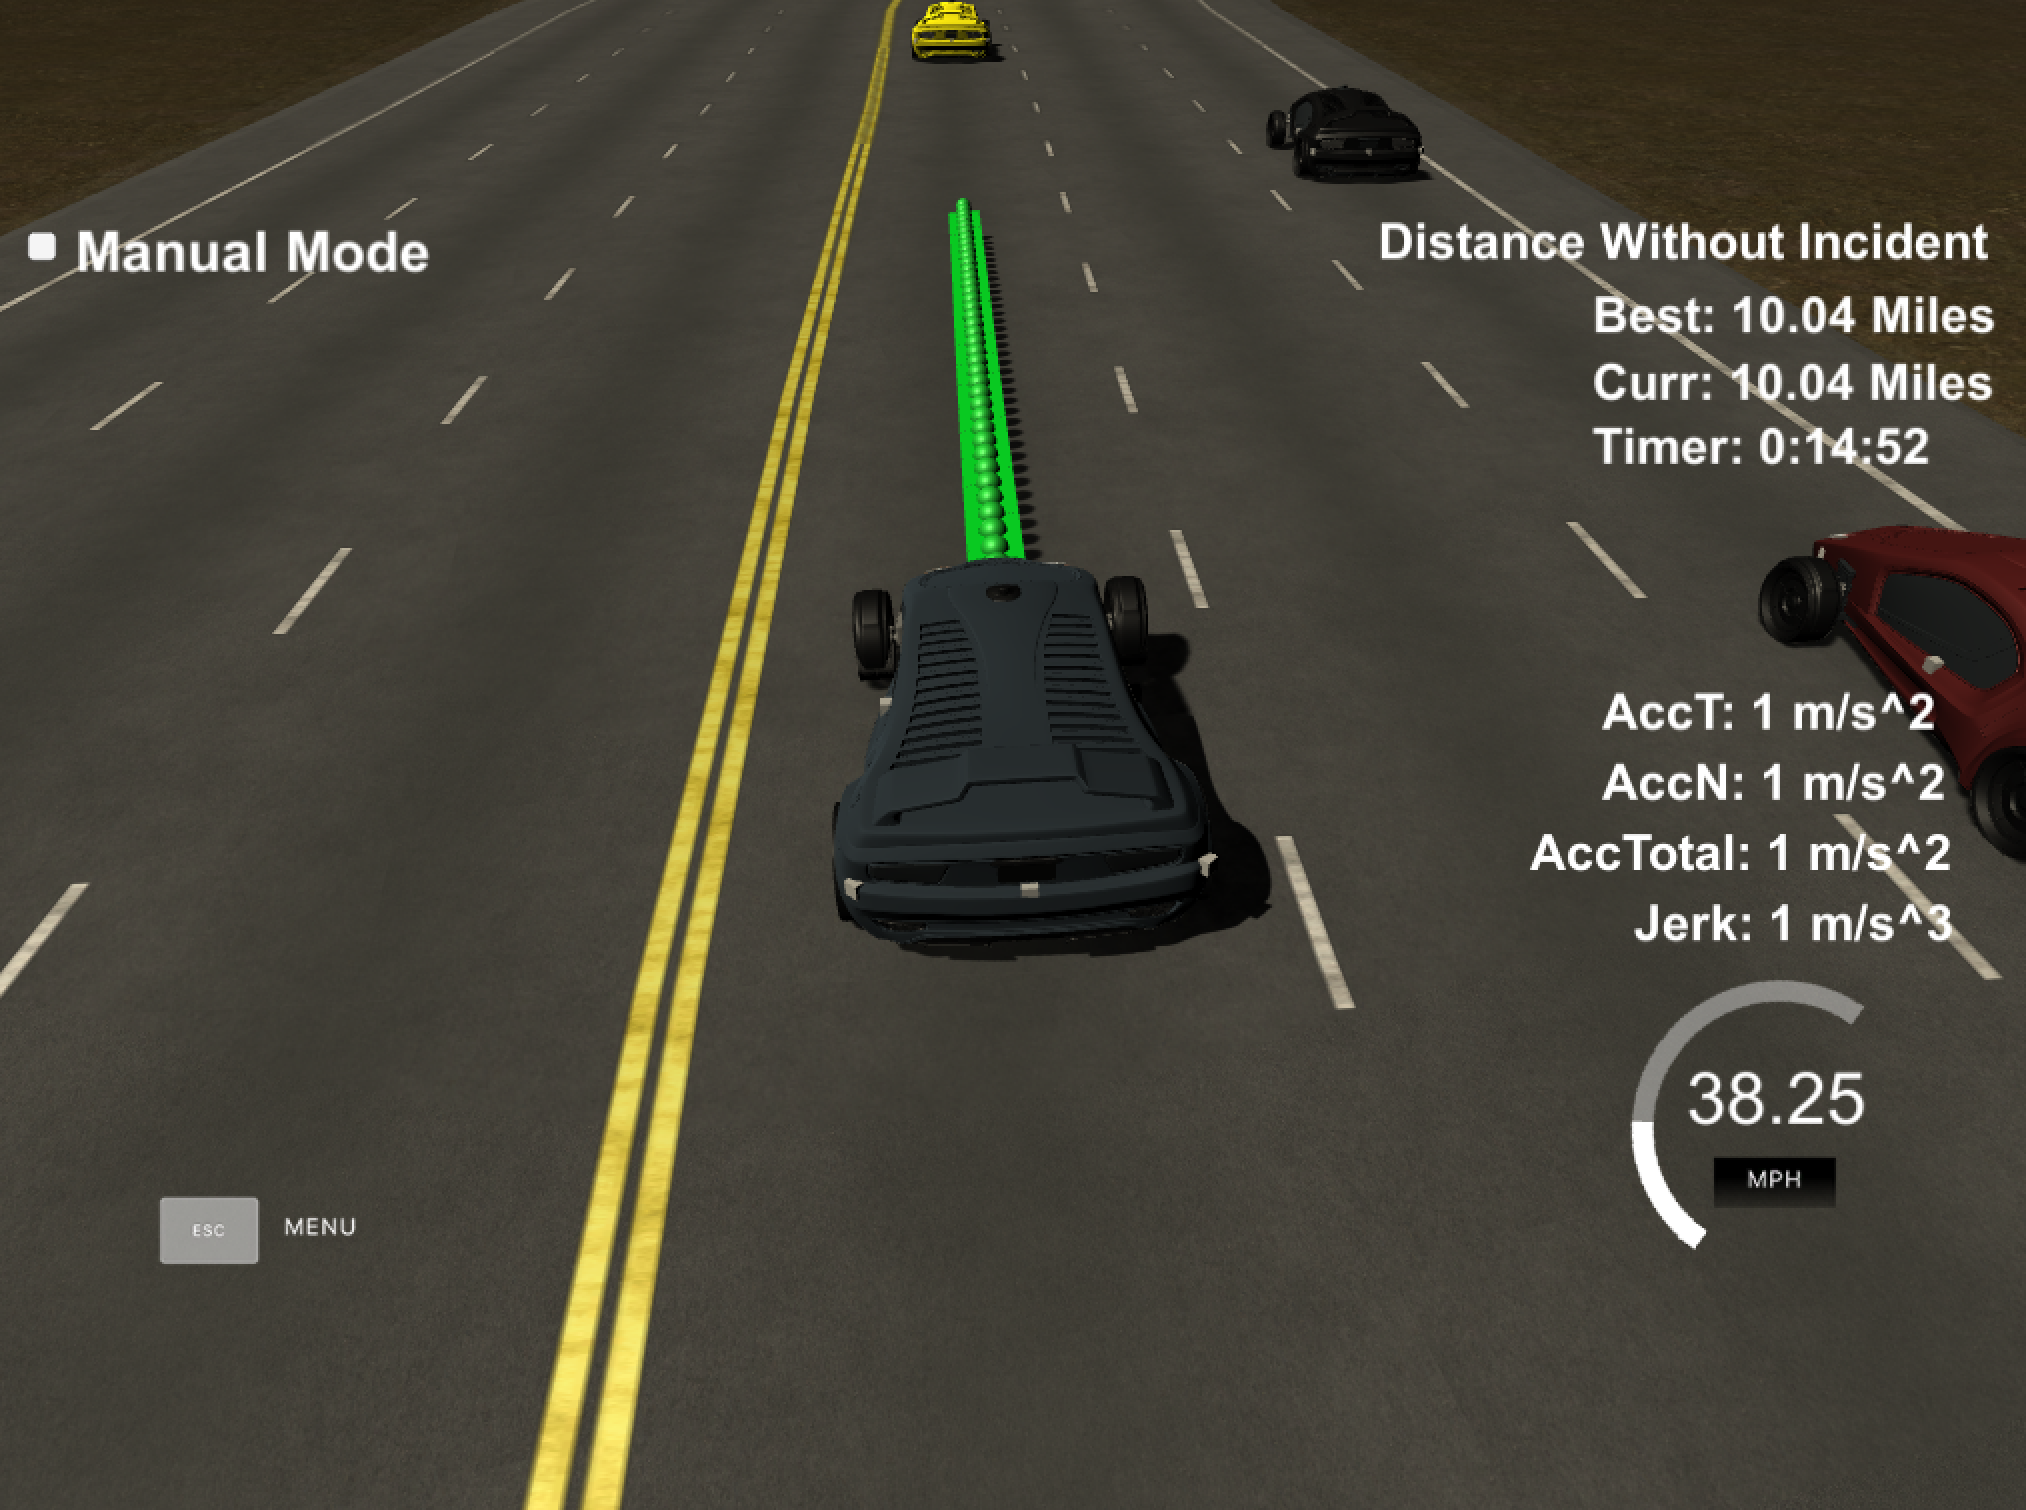 Manual Mode
Distance Without Incident
Best: 10.04 Miles
Curr: 10.04 Miles
Timer: 0:14:52
AccT: 1 m/s^2
AccN: 1 m/s^2
AccTotal: 1 m/s^2
Jerk: 1 m/s^3
38.25
MPH
ESC MENU